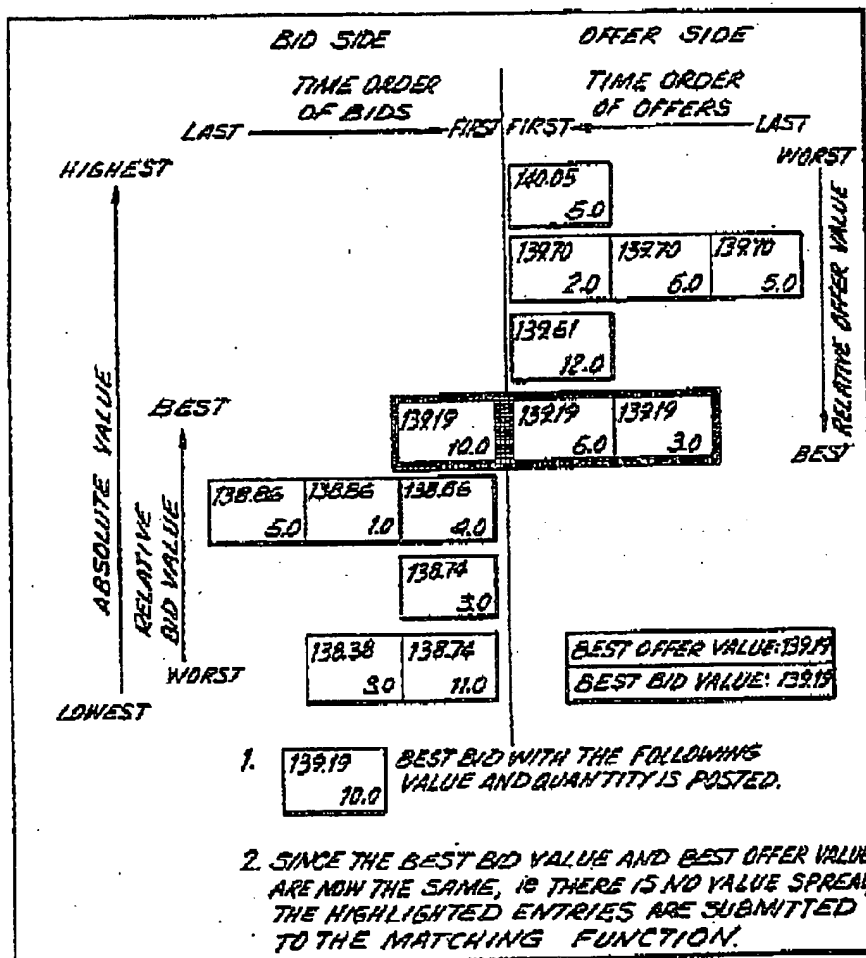 BID SIDE OFFER SIDE
TIME ORDER OF BIDS TIME ORDER OF OFFERS
LAST FIRST FIRST LAST
HIGHEST WORST
140.05
5.0
139.70 139.70 139.70
2.0 6.0 5.0
139.61
12.0
ABSOLUTE VALUE
RELATIVE OFFER VALUE
BEST
139.19 139.19 139.19
10.0 6.0 3.0
BEST
138.86 138.86 138.86
5.0 1.0 4.0
RELATIVE
BID VALUE
138.74
3.0
138.38 138.74
11.0
WORST
LOWEST
BEST OFFER VALUE: 139.19
BEST BID VALUE: 139.19
1. 139.19
10.0
BEST BID WITH THE FOLLOWING
VALUE AND QUANTITY IS POSTED.
2. SINCE THE BEST BID VALUE AND BEST OFFER VALUE
ARE NOW THE SAME, ie THERE IS NO VALUE SPREAD,
THE HIGHLIGHTED ENTRIES ARE SUBMITTED
TO THE MATCHING FUNCTION.